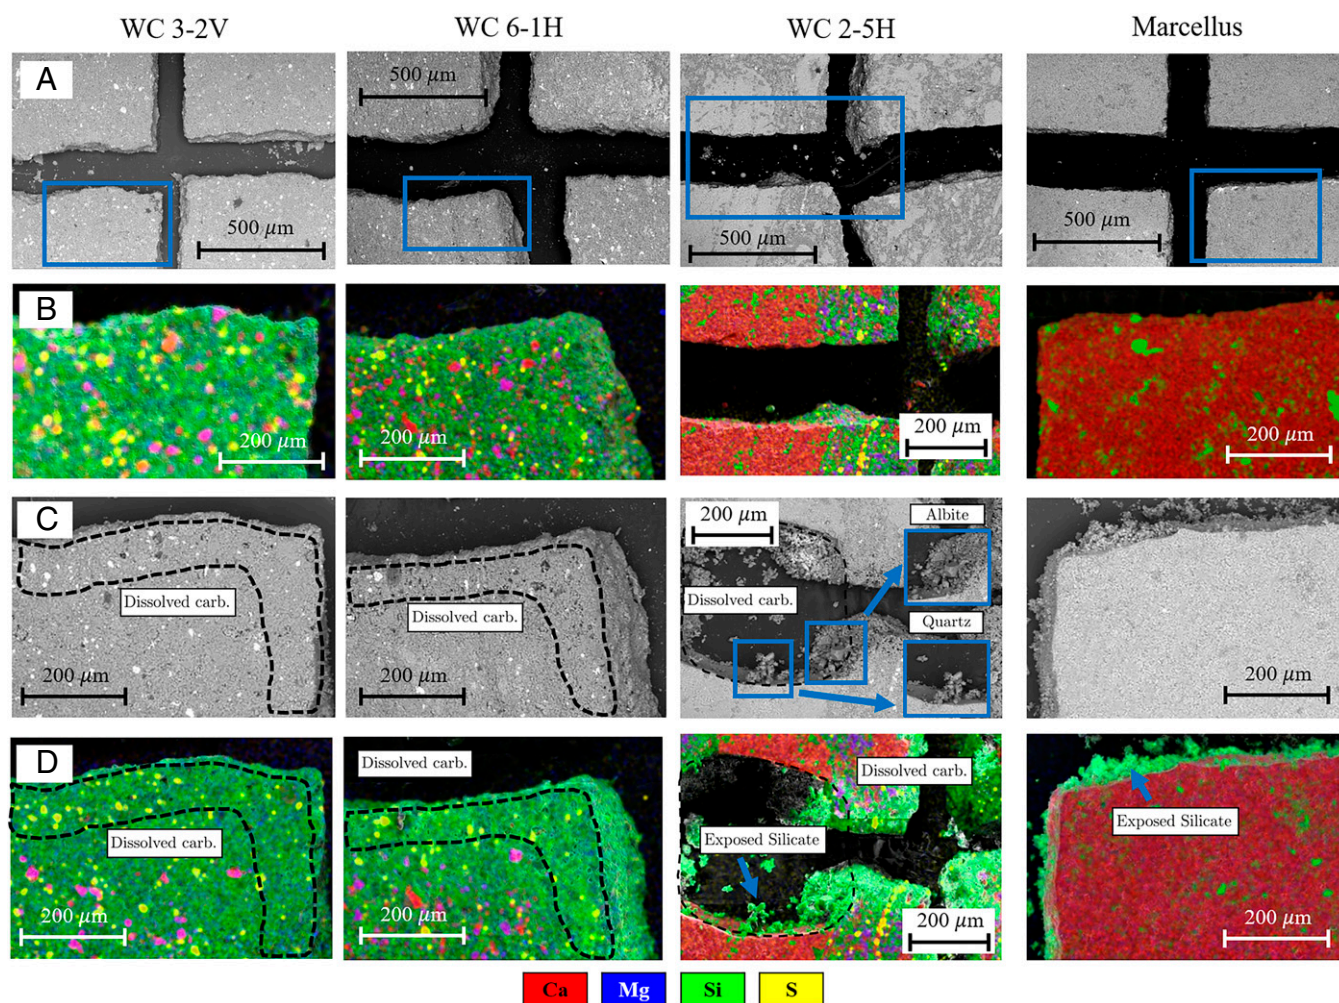 WC 3-2V WC 6-1H WC 2-5H Marcellus
A
500 μm
500 μm
500 μm
500 μm
B
200 μm
200 μm
200 μm
200 μm
C
Dissolved carb.
200 μm
Dissolved carb.
200 μm
200 μm
Albite
Dissolved carb.
Quartz
200 μm
D
Dissolved carb.
200 μm
Dissolved carb.
200 μm
Dissolved carb.
Exposed Silicate
200 μm
Exposed Silicate
200 μm
Ca Mg Si S